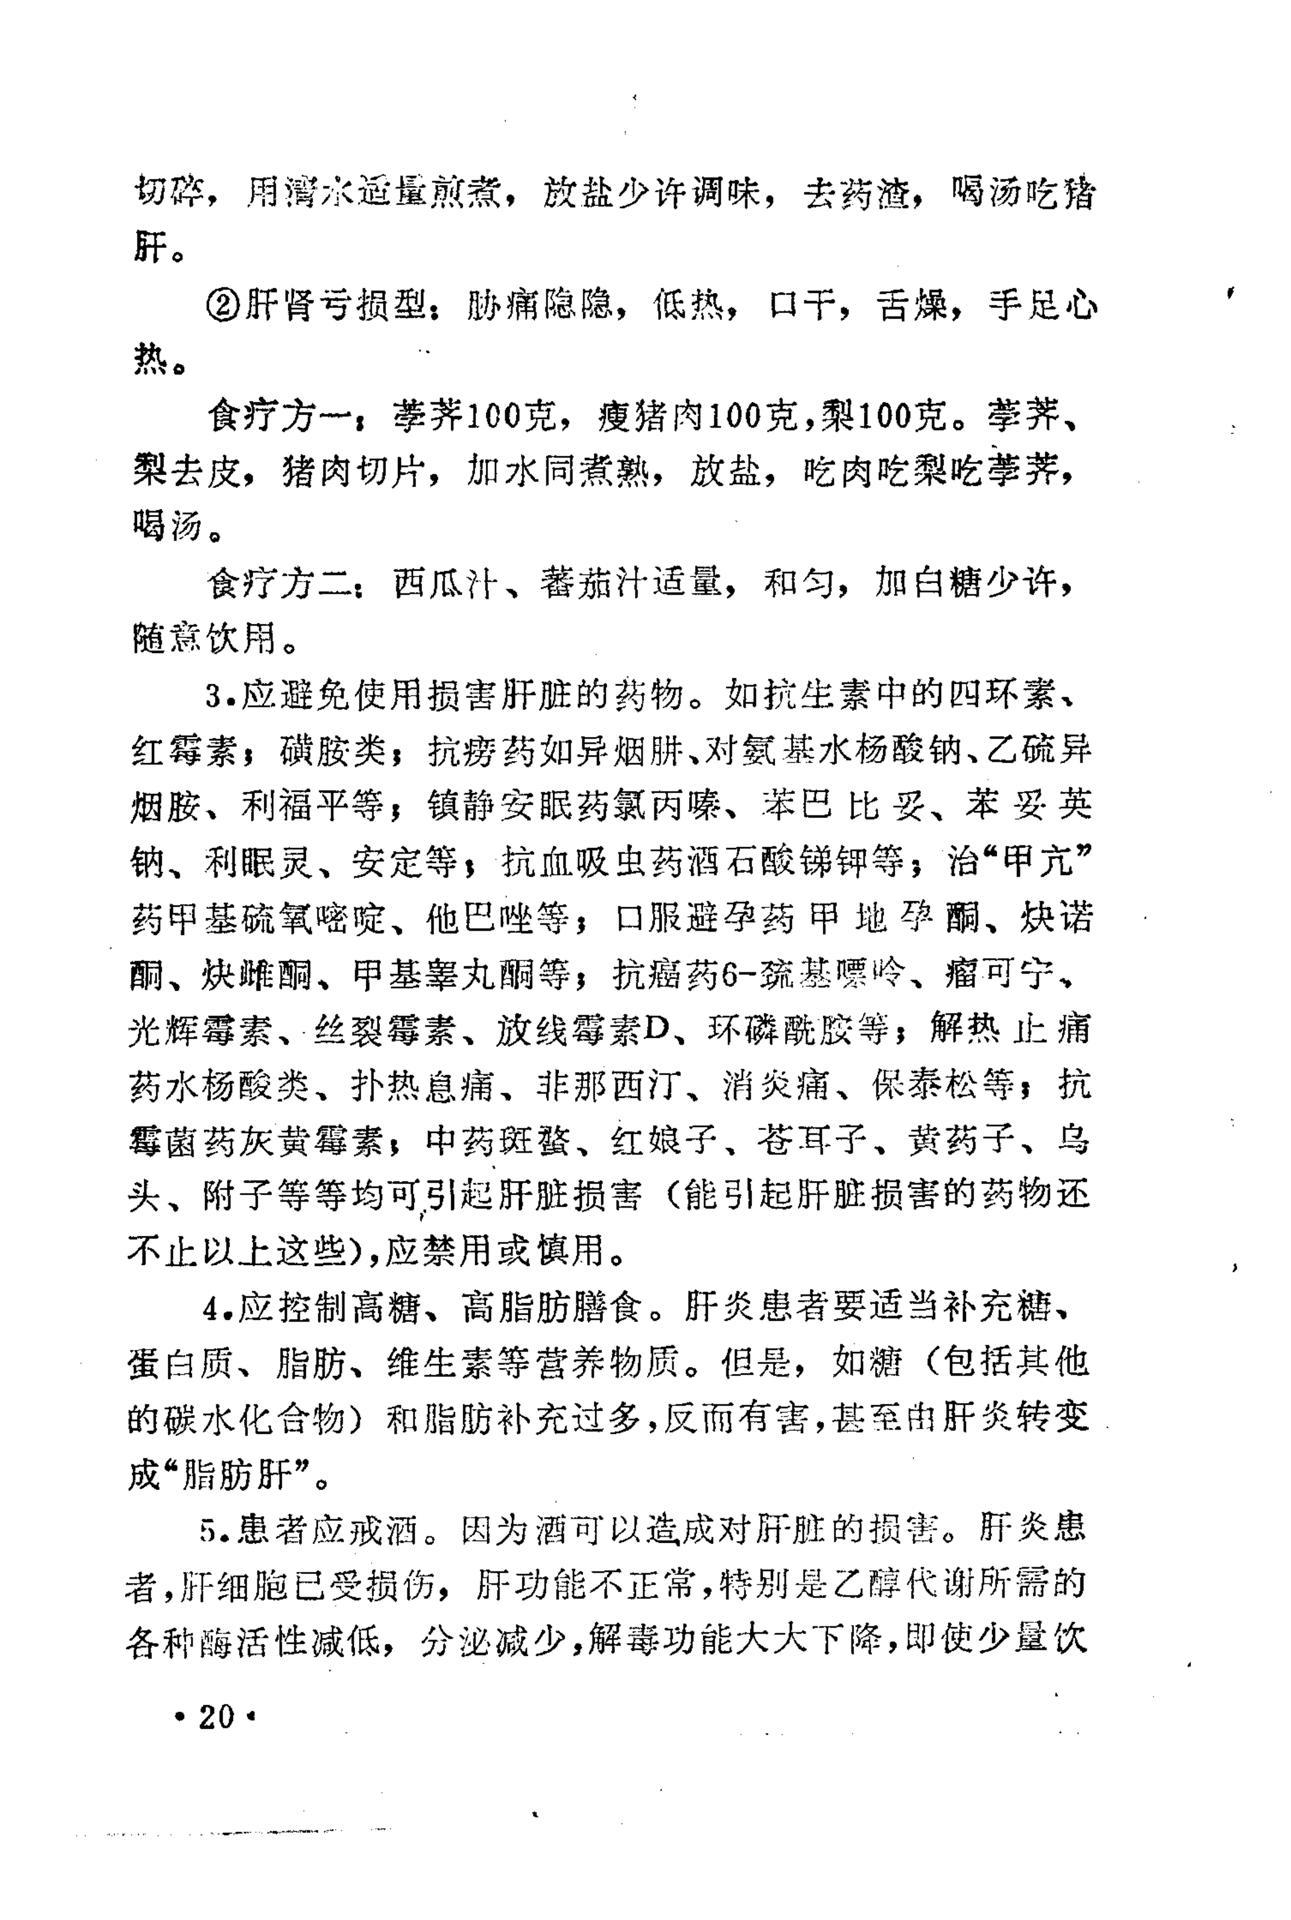 切碎，用清水适量煎煮，放盐少许调味，去药渣，喝汤吃猪
肝。
②肝肾亏损型：胁痛隐隐，低热，口干，舌燥，手足心
热。
食疗方一：荸荠100克，瘦猪肉100克，梨100克。荸荠、
梨去皮，猪肉切片，加水同煮熟，放盐，吃肉吃梨吃荸荠，
喝汤。
食疗方二：西瓜汁、蕃茄汁适量，和匀，加白糖少许，
随意饮用。
3.应避免使用损害肝脏的药物。如抗生素中的四环素、
红霉素；磺胺类；抗痨药如异烟肼、对氨基水杨酸钠、乙硫异
烟胺、利福平等；镇静安眠药氯丙嗪、苯巴比妥、苯妥英
钠、利眠灵、安定等；抗血吸虫药酒石酸锑钾等；治“甲亢”
药甲基硫氧嘧啶、他巴唑等；口服避孕药甲地孕酮、炔诺
酮、炔雌酮、甲基睾丸酮等；抗癌药6-巯基嘌呤、瘤可宁、
光辉霉素、丝裂霉素、放线霉素D、环磷酰胺等；解热止痛
药水杨酸类、扑热息痛、非那西汀、消炎痛、保泰松等；抗
霉菌药灰黄霉素；中药斑蝥、红娘子、苍耳子、黄药子、乌
头、附子等等均可引起肝脏损害（能引起肝脏损害的药物还
不止以上这些），应禁用或慎用。
4.应控制高糖、高脂肪膳食。肝炎患者要适当补充糖、
蛋白质、脂肪、维生素等营养物质。但是，如糖（包括其他
的碳水化合物）和脂肪补充过多，反而有害，甚至由肝炎转变
成“脂肪肝”。
5.患者应戒酒。因为酒可以造成对肝脏的损害。肝炎患
者，肝细胞已受损伤，肝功能不正常，特别是乙醇代谢所需的
各种酶活性减低，分泌减少，解毒功能大大下降，即使少量饮
·20·